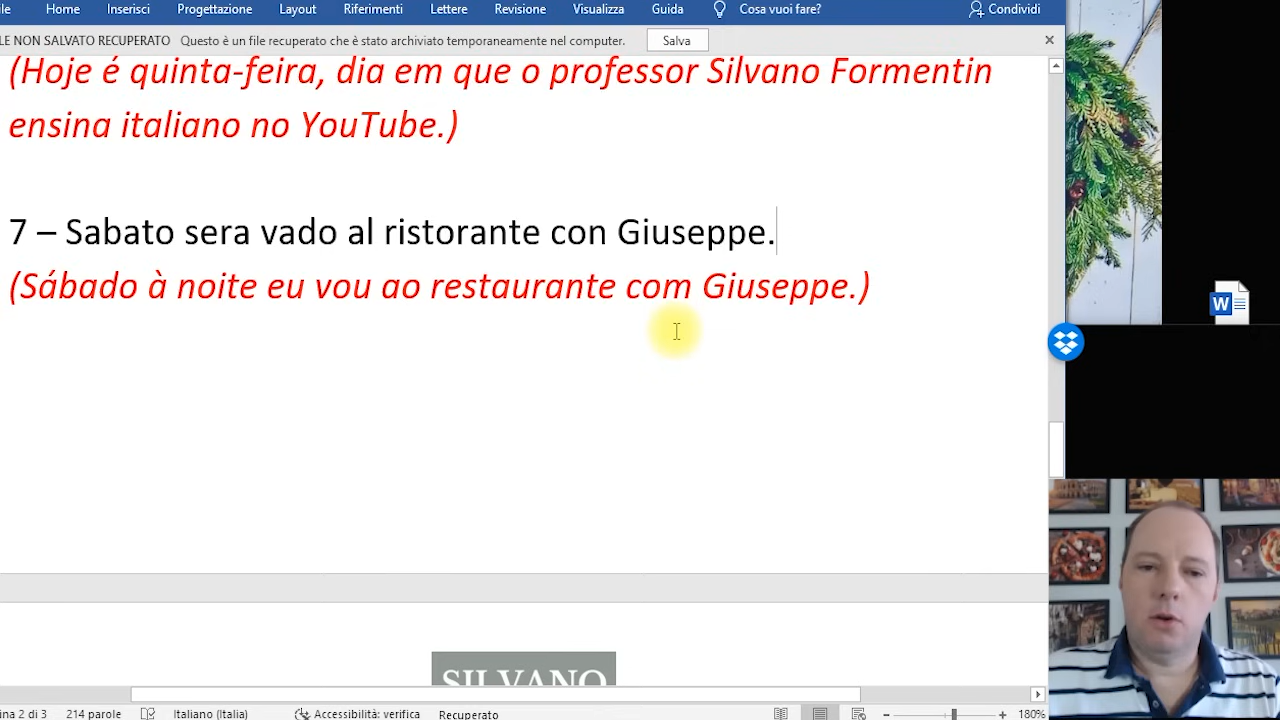 Home Inserisci Progettazione Layout Riferimenti Lettere Revisione Visualizza Guida Cosa vuoi fare? Condividi
NON SALVATO RECUPERATO Questo è un file recuperato che è stato archiviato temporaneamente nel computer. Salva
(Hoje é quinta-feira, dia em que o professor Silvano Formentin
ensina italiano no YouTube.)
7 – Sabato sera vado al ristorante con Giuseppe.
(Sábado à noite eu vou ao restaurante com Giuseppe.)
W
SILVANO
2 di 3 214 parole Italiano (Italia) Accessibilità: verifica Recuperato 180%